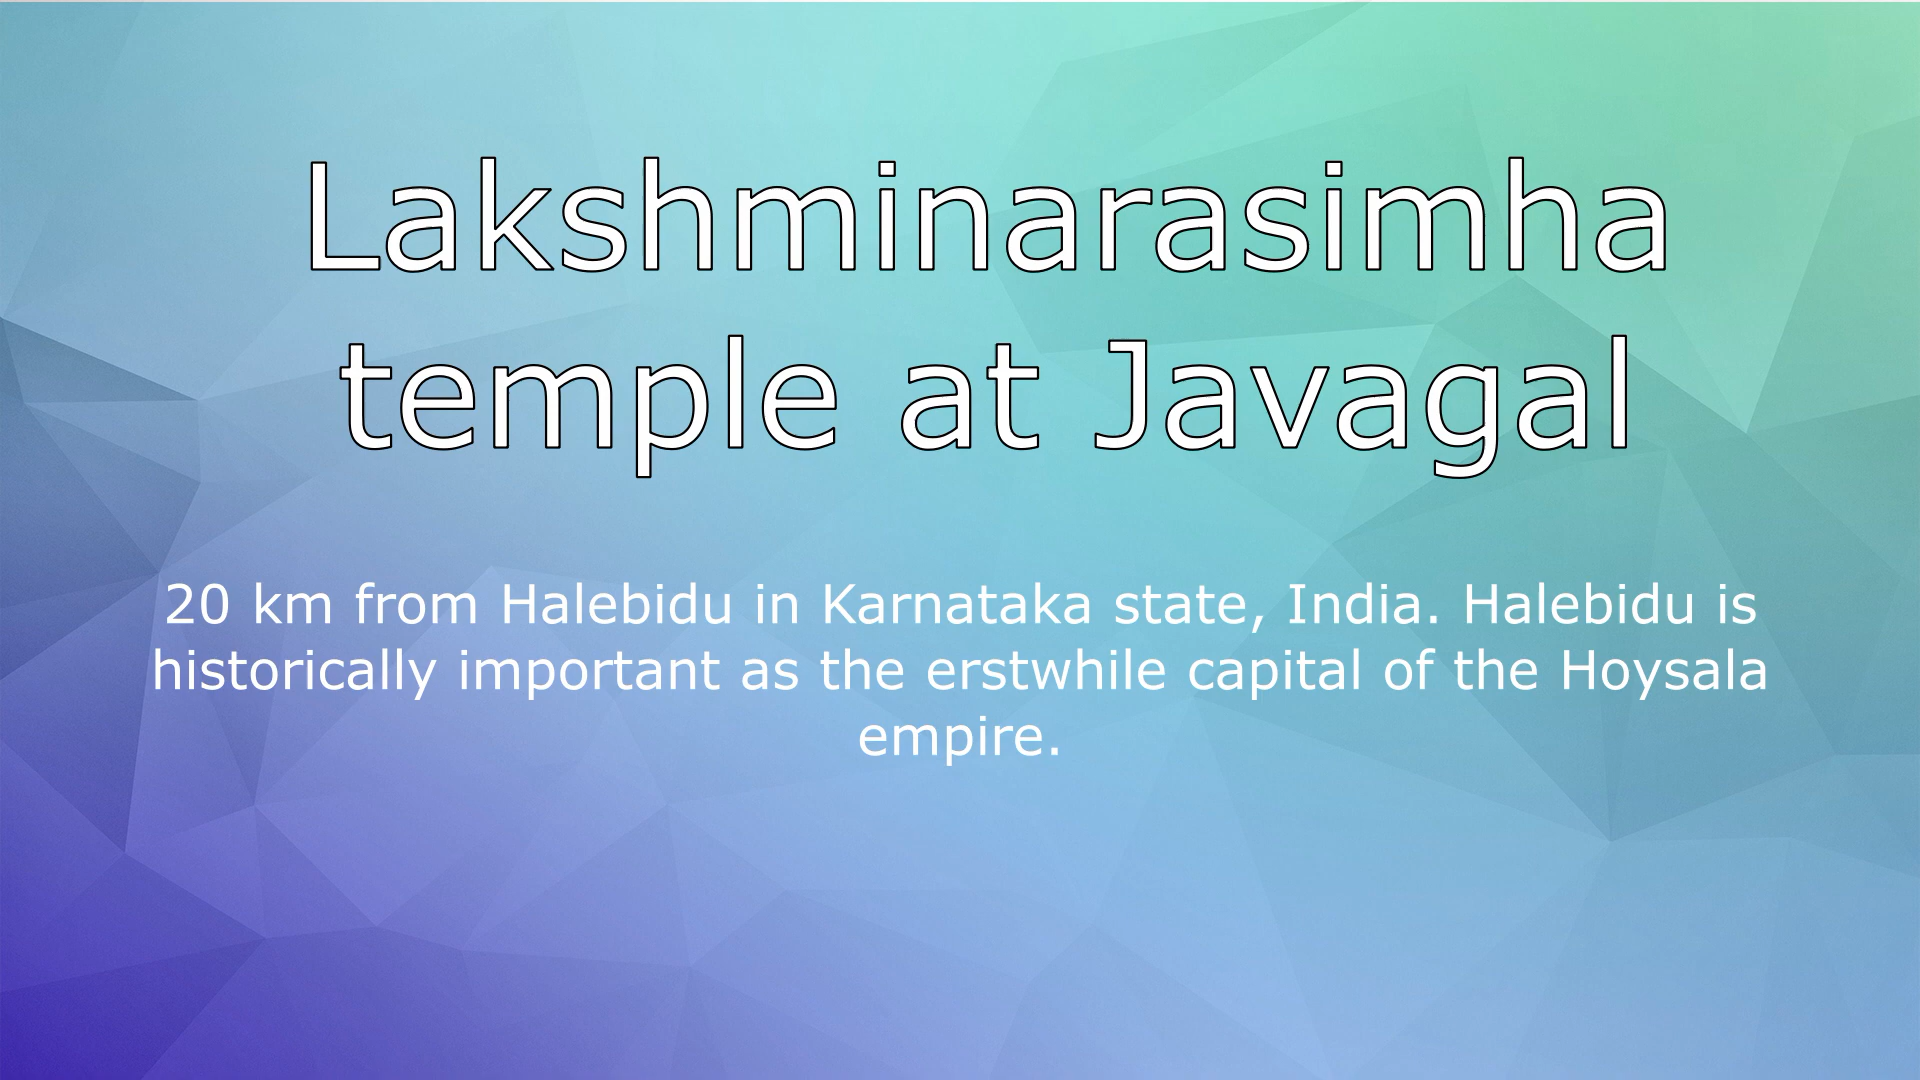 Lakshminarasimha
temple at Javagal
20 km from Halebidu in Karnataka state, India. Halebidu is
historically important as the erstwhile capital of the Hoysala
empire.